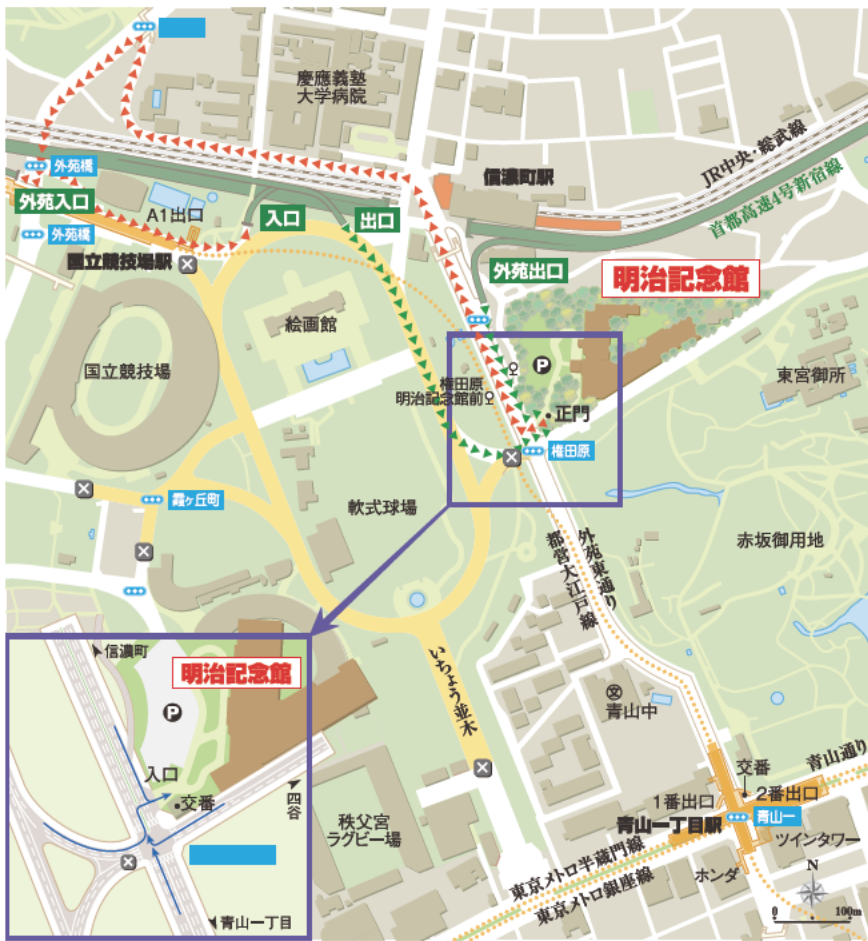 慶應義塾
大学病院
外苑橋
外苑入口
外苑橋
A1出口
入口
出口
国立競技場駅
信濃町駅
JR中央・総武線
首都高速4号新宿線
外苑出口
明治記念館
絵画館
国立競技場
権田原
明治記念館前
P
正門
権田原
東宮御所
霞ヶ丘町
軟式球場
赤坂御用地
外苑東通り
都営大江戸線
いちょう並木
文
青山中
青山通り
交番
1番出口
2番出口
青山一丁目駅
青山一
ツインタワー
ホンダ
東京メトロ半蔵門線
東京メトロ銀座線
秩父宮
ラグビー場
N
0
100m
信濃町
明治記念館
P
入口
交番
四谷
青山一丁目